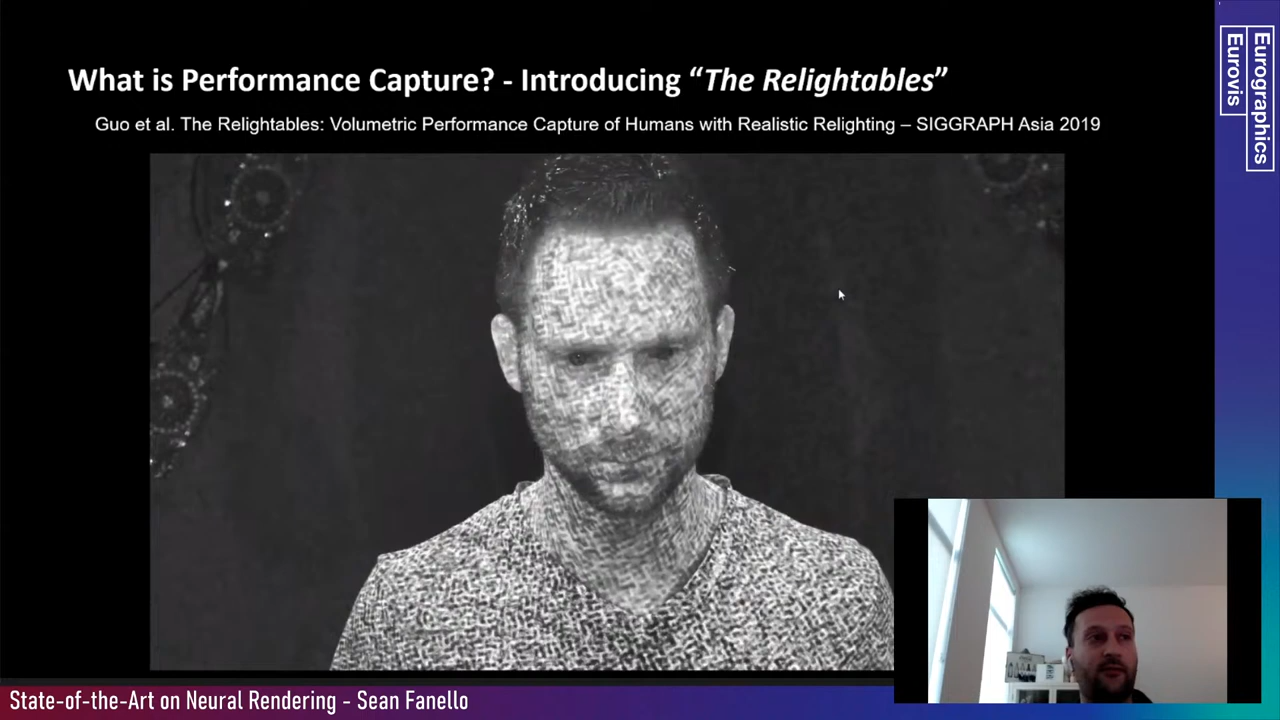 What is Performance Capture? - Introducing “The Relightables”
Guo et al. The Relightables: Volumetric Performance Capture of Humans with Realistic Relighting – SIGGRAPH Asia 2019
Eurographics
Eurovis
State-of-the-Art on Neural Rendering - Sean Fanello